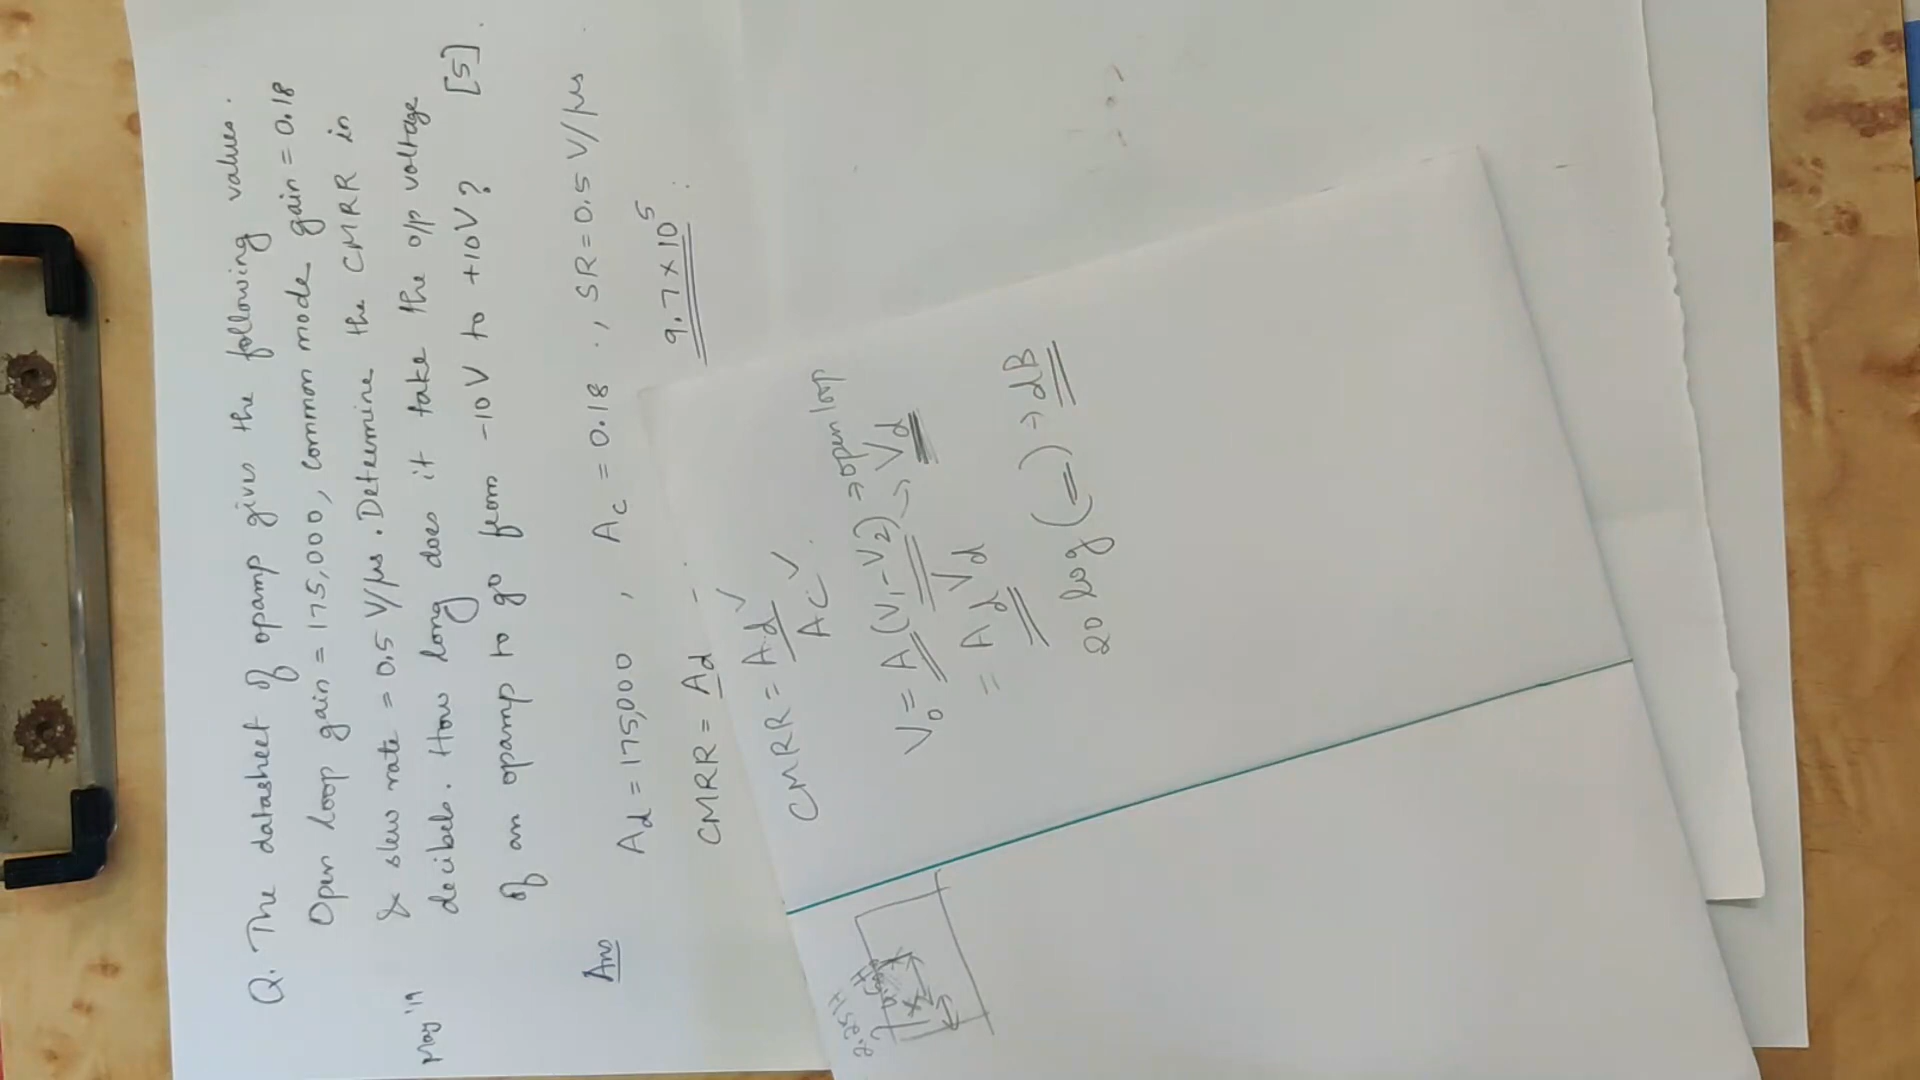 Q. The datasheet of opamp gives the following values.
Open loop gain = 175,000, common mode gain = 0.18
& slew rate = 0.5 V/μs. Determine the CMRR in
May'19 decibels. How long does it take the o/p voltage
of an opamp to go from -10V to +10V? [5].
Ans
Ad = 175,000 , Ac = 0.18 ., SR = 0.5 V/μs
CMRR = Ad 9.7 × 10^5
CMRR = Ad ✓
Ac ✓
Vo = A (V1 - V2) → open loop
→ Vd
= Ad Vd
20 log ( ) → dB